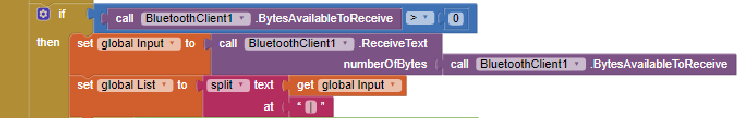 if call BluetoothClient1 .BytesAvailableToReceive > 0
then set global Input to call BluetoothClient1 .ReceiveText
numberOfBytes call BluetoothClient1 .BytesAvailableToReceive
set global List to split text get global Input
at “ | ”